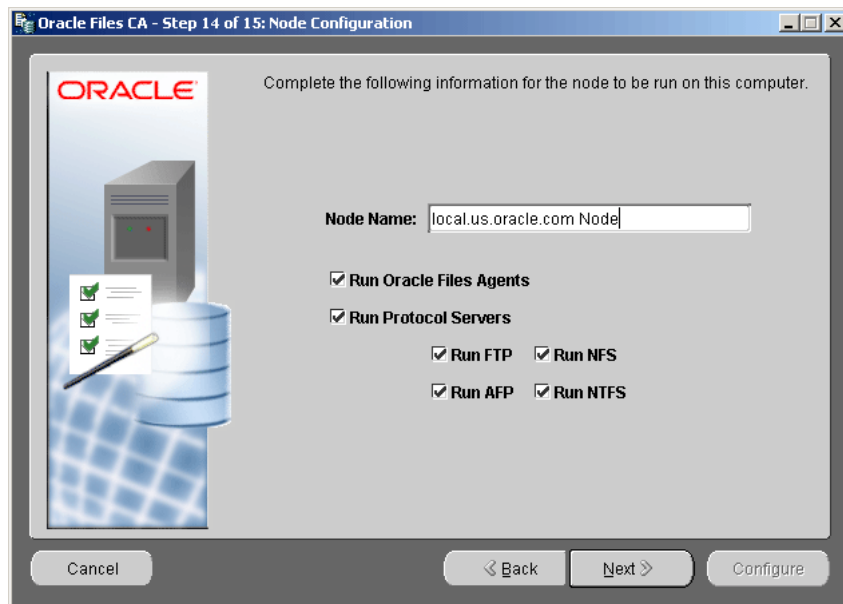 Oracle Files CA - Step 14 of 15: Node Configuration
ORACLE
Complete the following information for the node to be run on this computer.
Node Name: local.us.oracle.com Node
Run Oracle Files Agents
Run Protocol Servers
Run FTP Run NFS
Run AFP Run NTFS
Cancel Back Next Configure